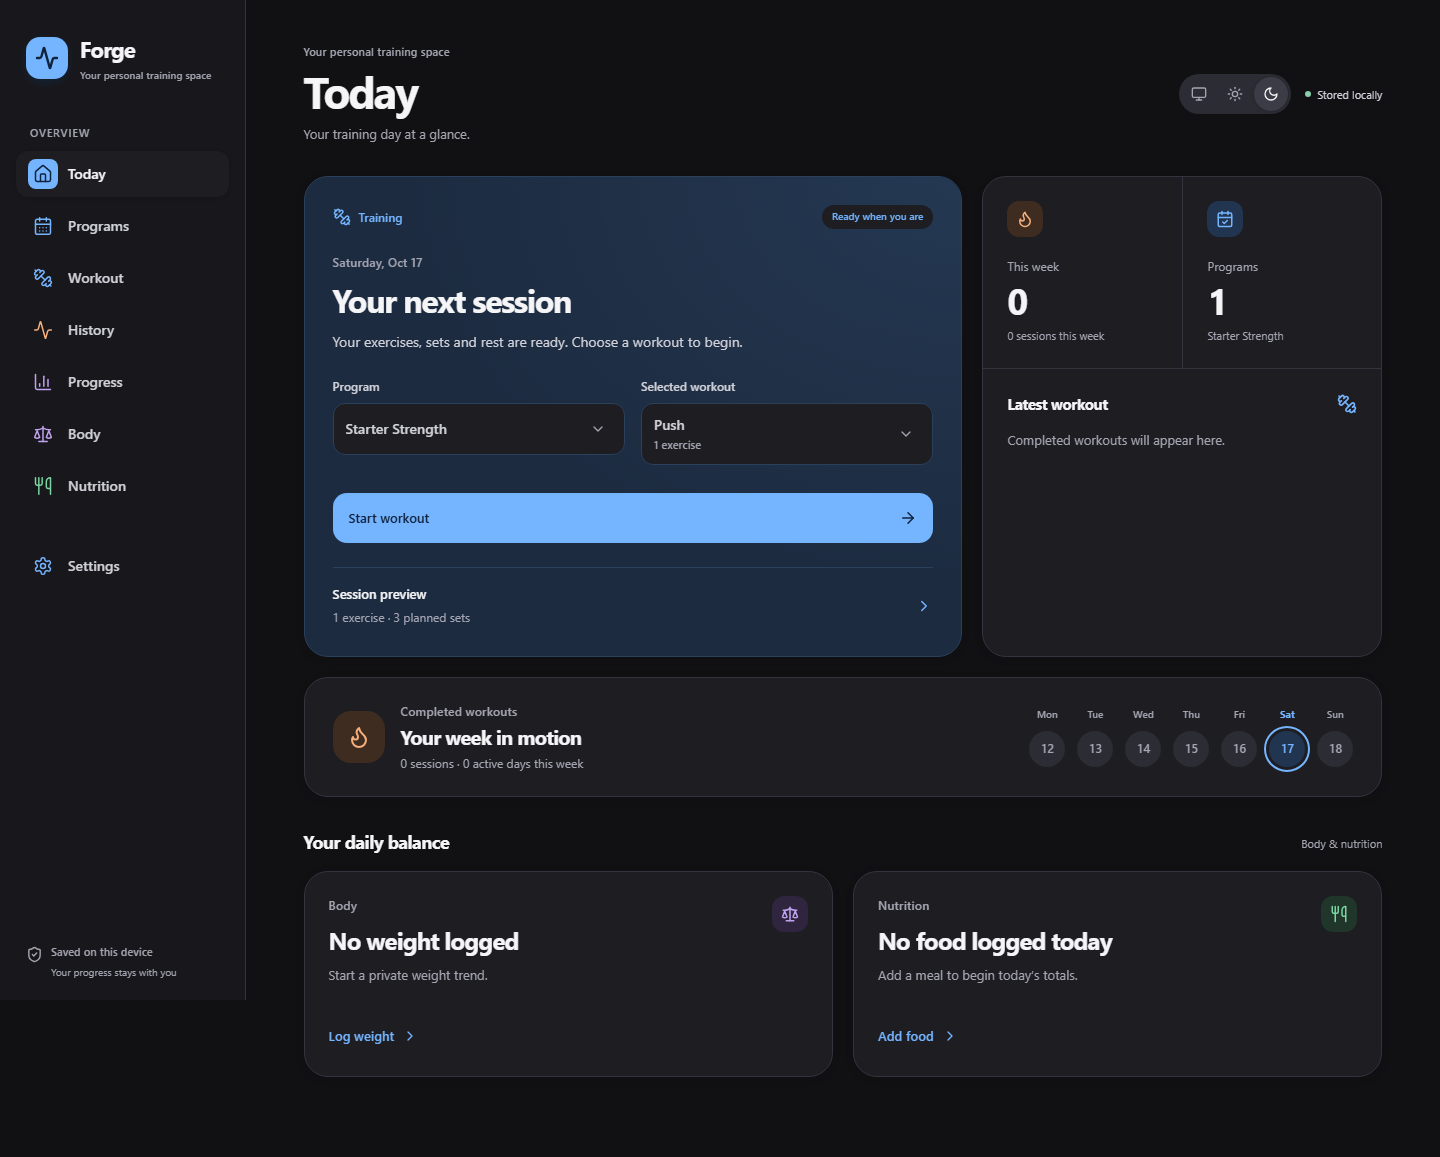 Forge
Your personal training space
OVERVIEW
Today
Programs
Workout
History
Progress
Body
Nutrition
Settings
Saved on this device
Your progress stays with you
Your personal training space
Today
Your training day at a glance.
Stored locally
Training
Ready when you are
Saturday, Oct 17
Your next session
Your exercises, sets and rest are ready. Choose a workout to begin.
Program
Starter Strength
Selected workout
Push
1 exercise
Start workout
Session preview
1 exercise · 3 planned sets
This week
0
0 sessions this week
Programs
1
Starter Strength
Latest workout
Completed workouts will appear here.
Completed workouts
Your week in motion
0 sessions · 0 active days this week
Mon Tue Wed Thu Fri Sat Sun
12 13 14 15 16 17 18
Your daily balance
Body & nutrition
Body
No weight logged
Start a private weight trend.
Log weight
Nutrition
No food logged today
Add a meal to begin today's totals.
Add food